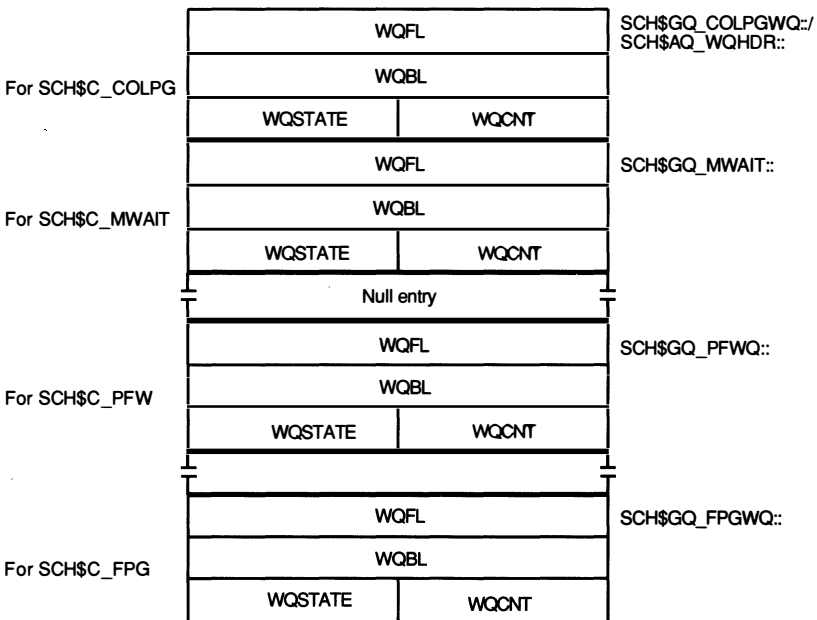 WQFL SCH$GQ_COLPGWQ::/
SCH$AQ_WQHDR::
For SCH$C_COLPG WQBL
WQSTATE WQCNT
WQFL SCH$GQ_MWAIT::
For SCH$C_MWAIT WQBL
WQSTATE WQCNT
Null entry
WQFL SCH$GQ_PFWQ::
For SCH$C_PFW WQBL
WQSTATE WQCNT
WQFL SCH$GQ_FPGWQ::
For SCH$C_FPG WQBL
WQSTATE WQCNT